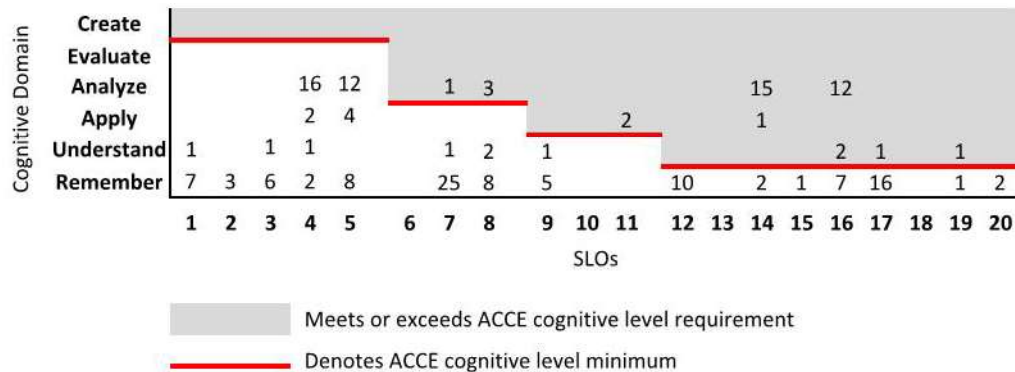 Cognitive Domain
Create
Evaluate
Analyze 16 12 1 3 15 12
Apply 2 4 2 1
Understand 1 1 1 1 2 1 2 1 1
Remember 7 3 6 2 8 25 8 5 10 2 1 7 16 1 2
1 2 3 4 5 6 7 8 9 10 11 12 13 14 15 16 17 18 19 20
SLOs
Meets or exceeds ACCE cognitive level requirement
Denotes ACCE cognitive level minimum